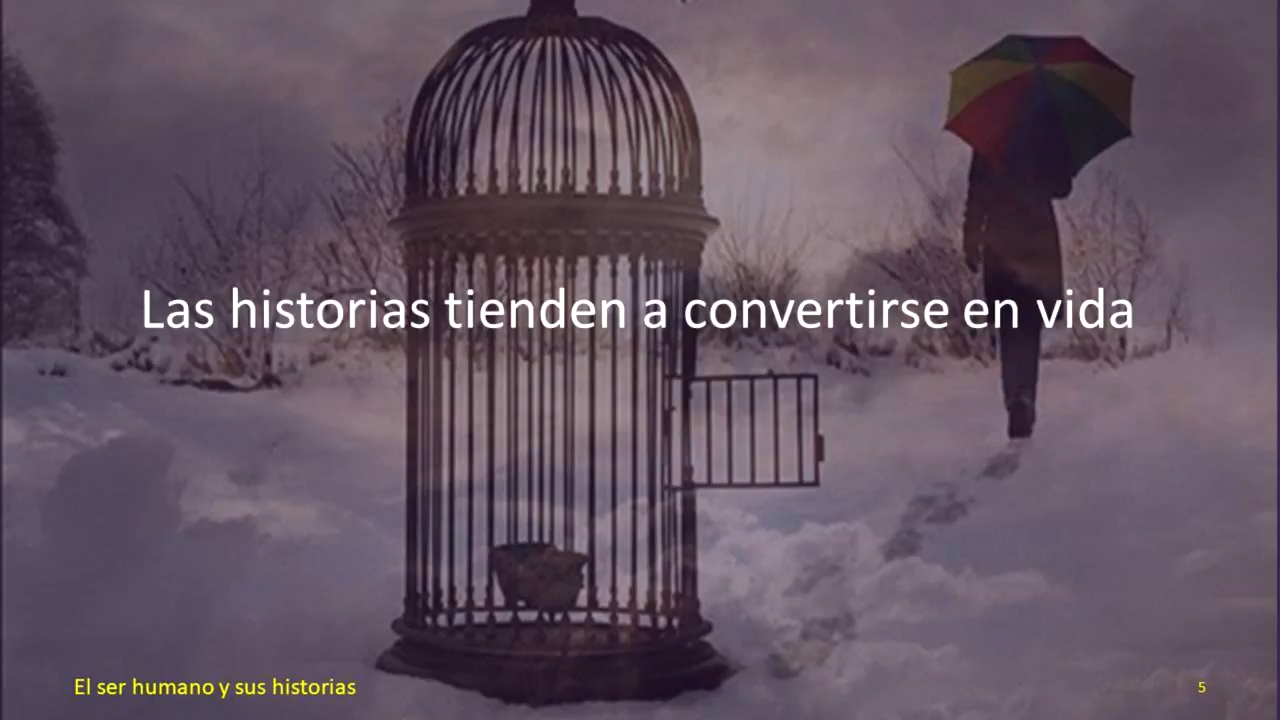 Las historias tienden a convertirse en vida
El ser humano y sus historias
5